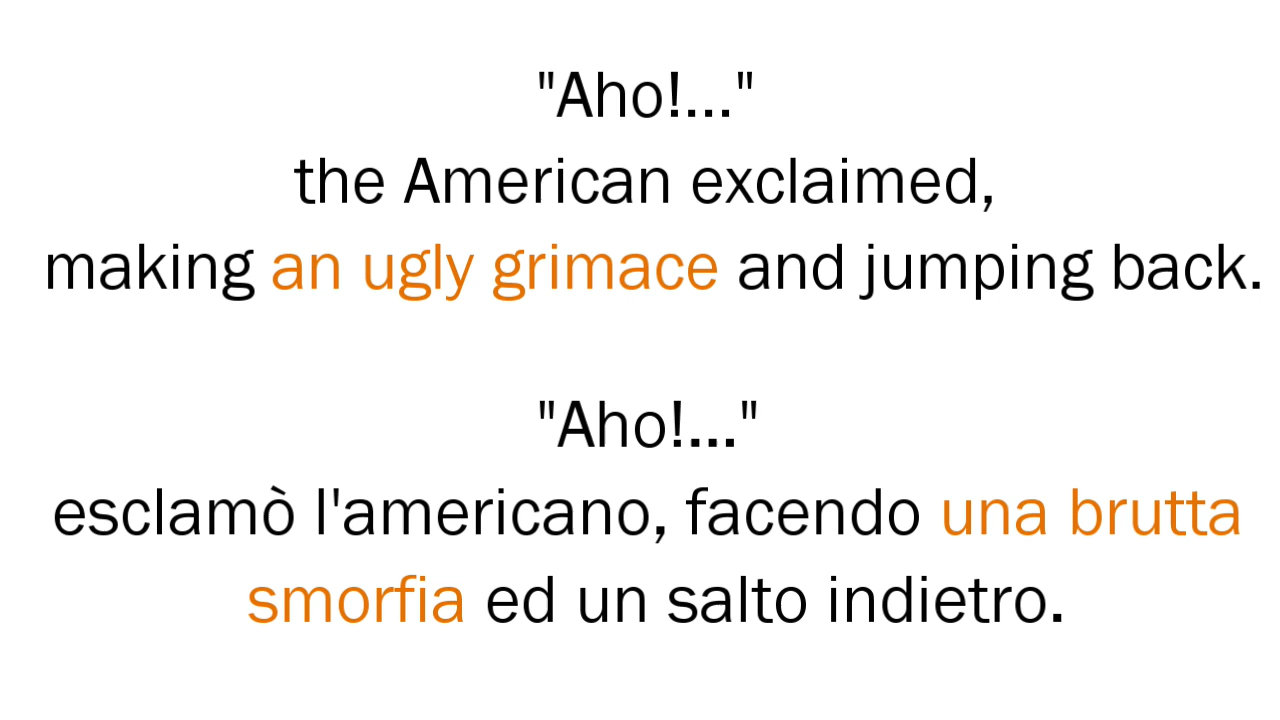 "Aho!..."
the American exclaimed,
making an ugly grimace and jumping back.
"Aho!..."
esclamò l'americano, facendo una brutta
smorfia ed un salto indietro.